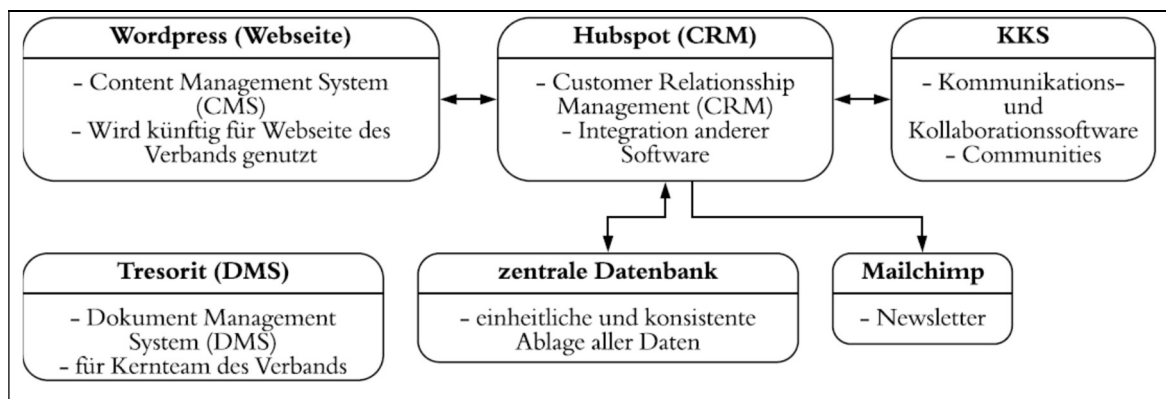 Wordpress (Webseite)
- Content Management System
(CMS)
- Wird künftig für Webseite des
Verbands genutzt
Hubspot (CRM)
- Customer Relationsship
Management (CRM)
- Integration anderer
Software
KKS
- Kommunikations-
und
Kollaborationssoftware
- Communities
Tresorit (DMS)
- Dokument Management
System (DMS)
- für Kernteam des Verbands
zentrale Datenbank
- einheitliche und konsistente
Ablage aller Daten
Mailchimp
- Newsletter